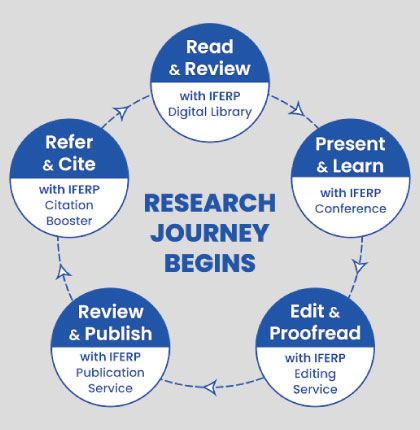 Read
& Review
with IFERP
Digital Library
Present
& Learn
with IFERP
Conference
Edit &
Proofread
with IFERP
Editing
Service
Review
& Publish
with IFERP
Publication
Service
Refer
& Cite
with IFERP
Citation
Booster
RESEARCH
JOURNEY
BEGINS